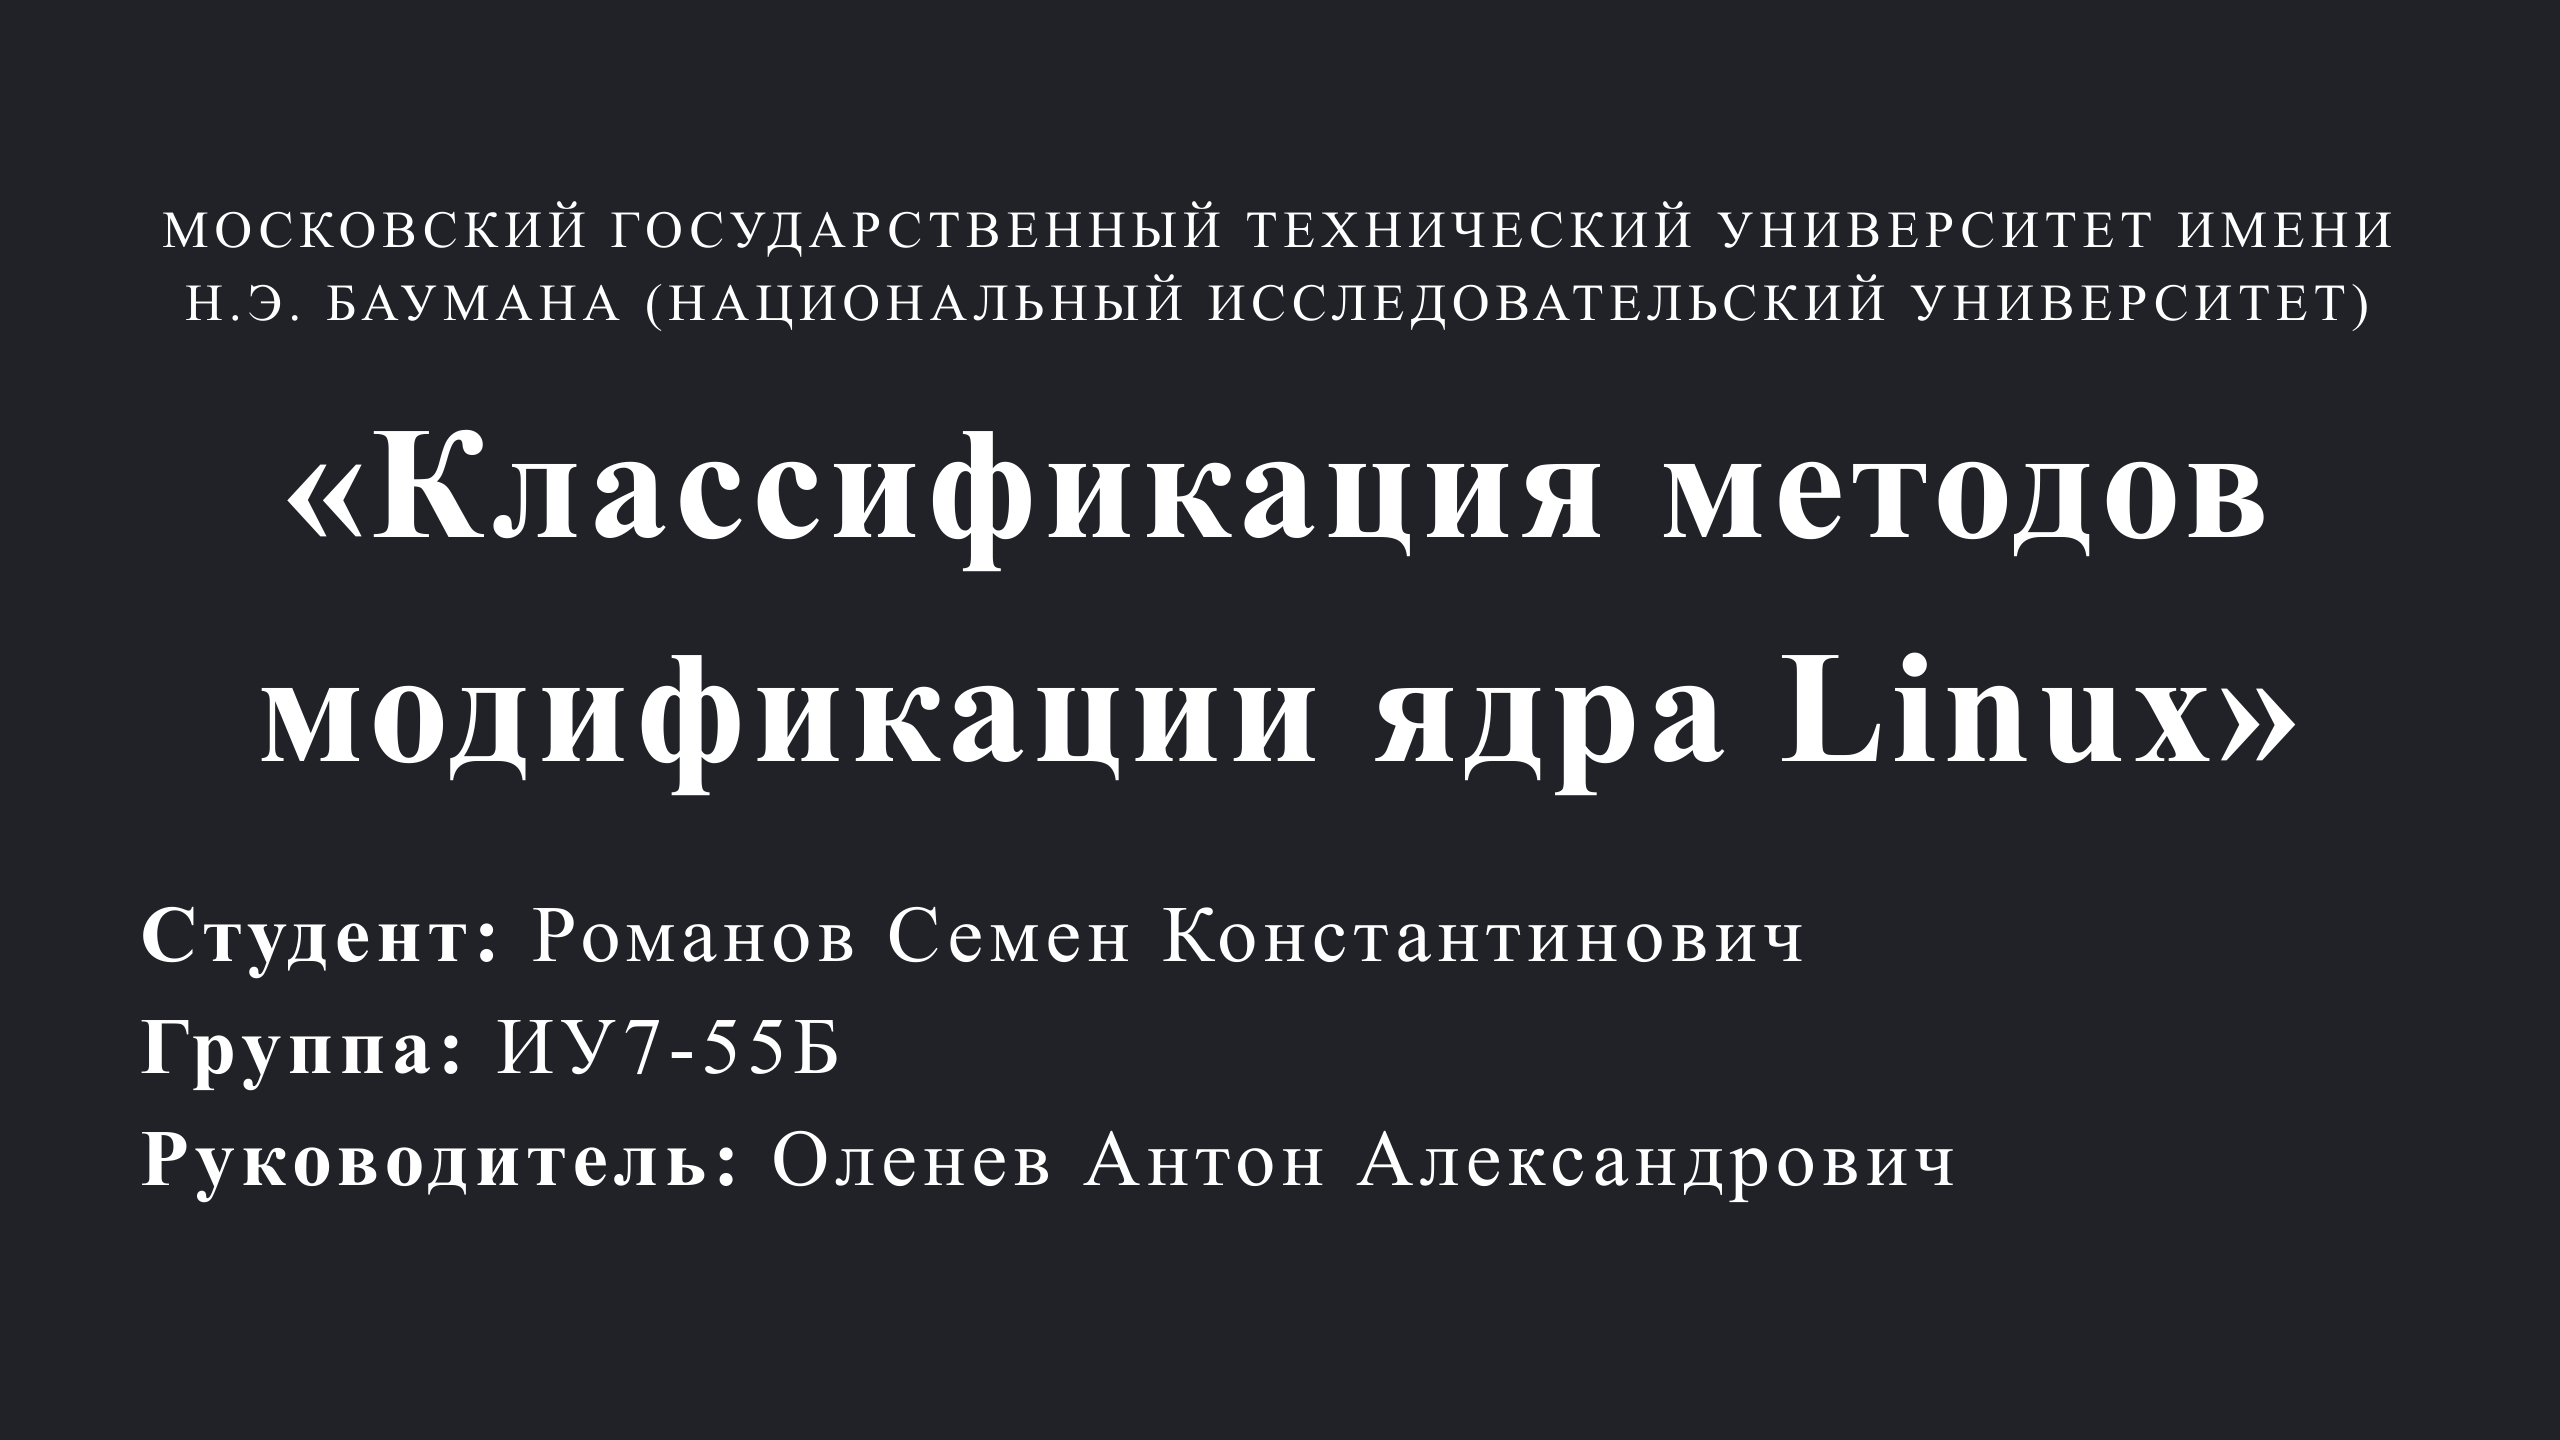 МОСКОВСКИЙ ГОСУДАРСТВЕННЫЙ ТЕХНИЧЕСКИЙ УНИВЕРСИТЕТ ИМЕНИ
Н.Э. БАУМАНА (НАЦИОНАЛЬНЫЙ ИССЛЕДОВАТЕЛЬСКИЙ УНИВЕРСИТЕТ)
«Классификация методов
модификации ядра Linux»
Студент: Романов Семен Константинович
Группа: ИУ7-55Б
Руководитель: Оленев Антон Александрович